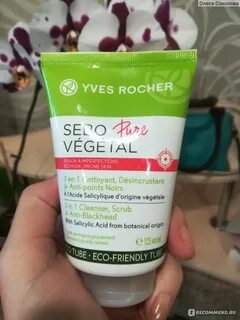 Олеся Соколова
YVES ROCHER
SEBO Pure
VÉGÉTAL
PEAUX À IMPERFECTIONS
BLEMISH-PRONE SKIN
3 en 1 Nettoyant, Désincrustant
& Anti-points Noirs
À l'Acide Salicylique d'origine végétale
3 in 1 Cleanser, Scrub
& Anti-Blackhead
With Salicylic Acid from botanical origin
125 ml
ECO TUBE • ECO-FRIENDLY TUBE
IRECOMMEND.RU